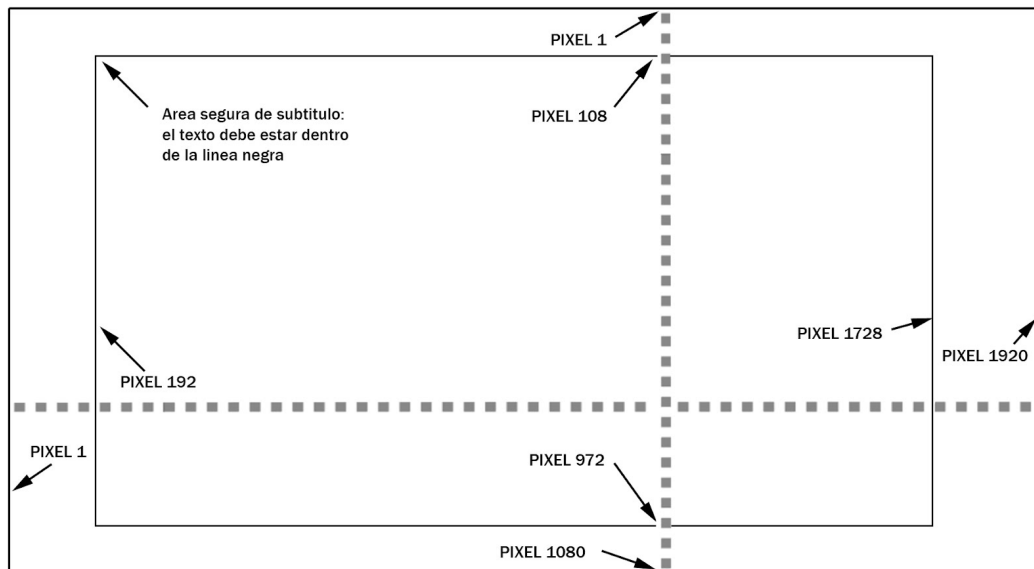 PIXEL 1
PIXEL 108
Area segura de subtitulo:
el texto debe estar dentro
de la linea negra
PIXEL 1728
PIXEL 1920
PIXEL 192
PIXEL 1
PIXEL 972
PIXEL 1080